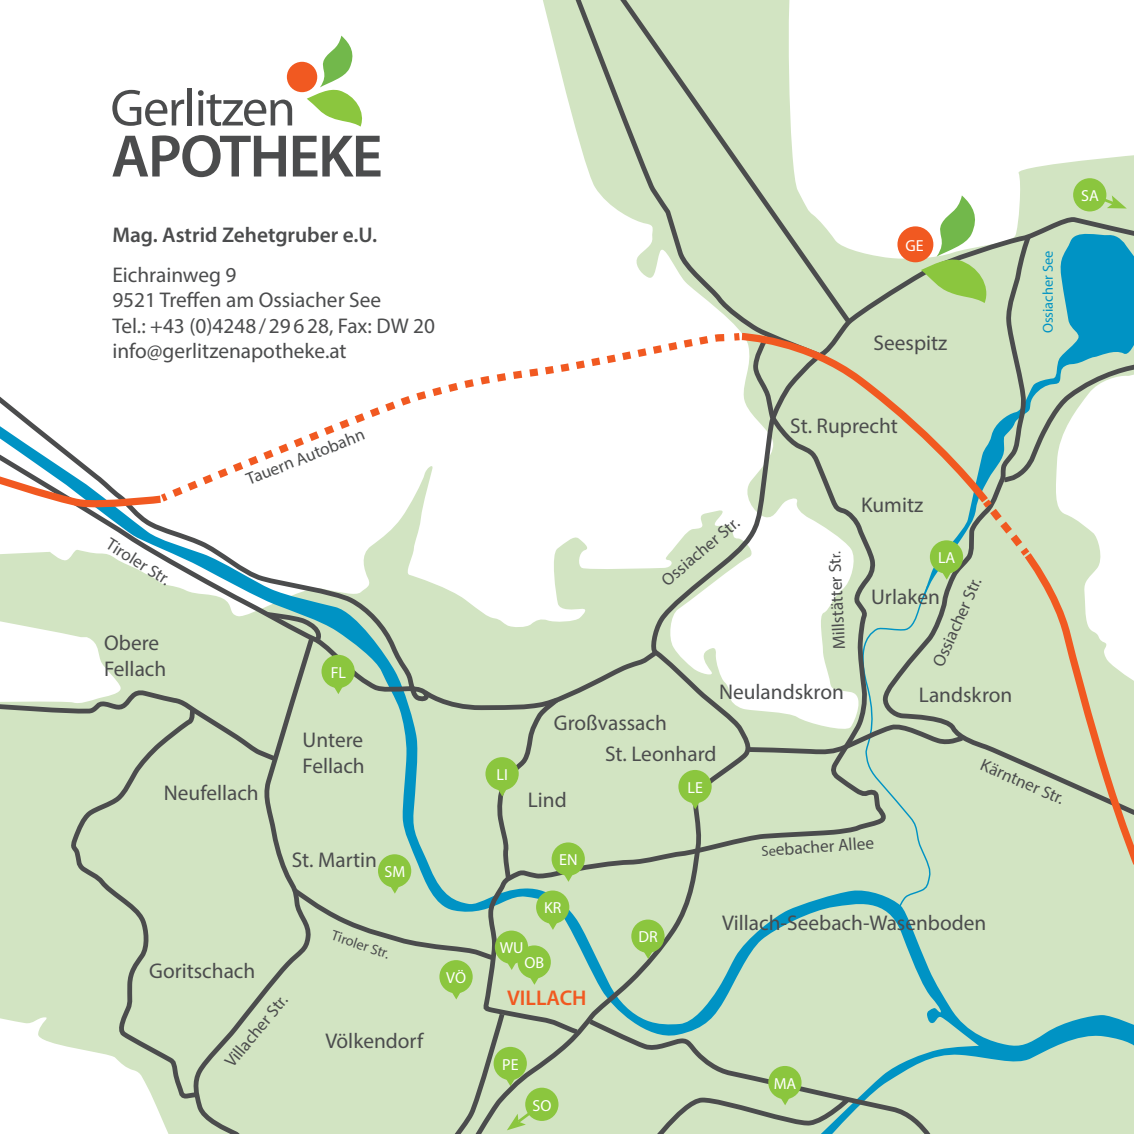 Gerlitzen
APOTHEKE
Mag. Astrid Zehetgruber e.U.
Eichrainweg 9
9521 Treffen am Ossiacher See
Tel.: +43 (0)4248/29628, Fax: DW 20
info@gerlitzenapotheke.at
SA
GE
Ossiacher See
Seespitz
St. Ruprecht
Tauern Autobahn
Kumitz
Ossiacher Str.
Tiroler Str.
Millstätter Str.
LA
Urlaken
Ossiacher Str.
Obere
Fellach
FL
Neulandskron
Landskron
Großvassach
Untere
Fellach
St. Leonhard
LI
LE
Kärntner Str.
Neufellach
Lind
St. Martin
SM
EN
Seebacher Allee
KR
Villach-Seebach-Wasenboden
DR
Tiroler Str.
WU
OB
Goritschach
VÖ
VILLACH
Villacher Str.
Völkendorf
PE
MA
SO